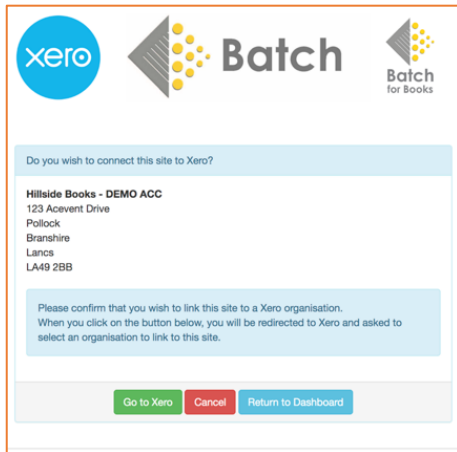 xero
Batch
Batch
for Books
Do you wish to connect this site to Xero?
Hillside Books - DEMO ACC
123 Acevent Drive
Pollock
Branshire
Lancs
LA49 2BB
Please confirm that you wish to link this site to a Xero organisation.
When you click on the button below, you will be redirected to Xero and asked to
select an organisation to link to this site.
Go to Xero Cancel Return to Dashboard